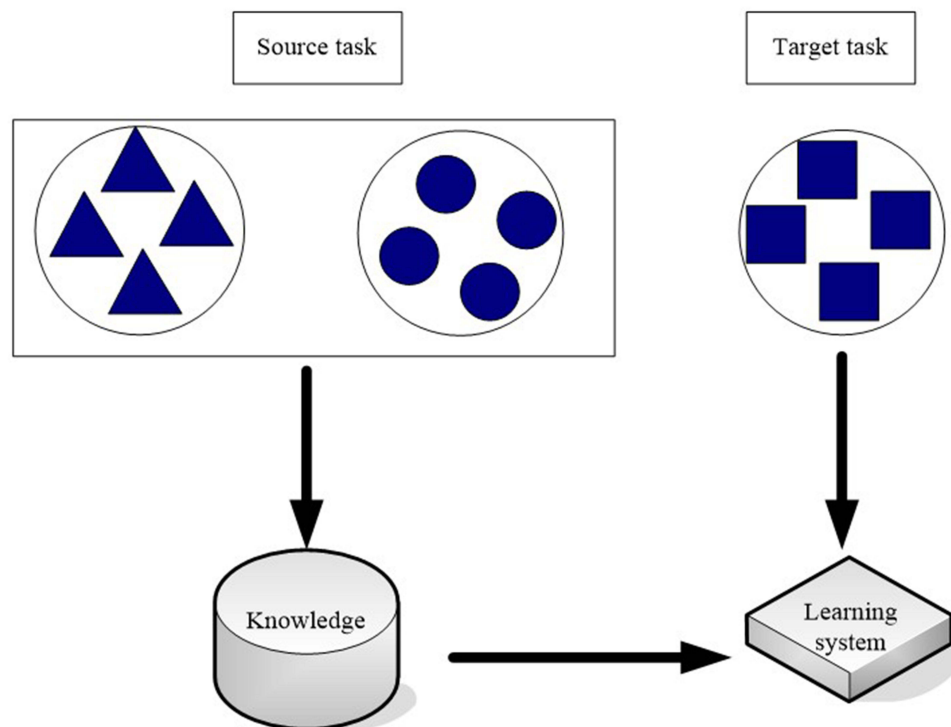 Source task
Target task
Knowledge
Learning
system